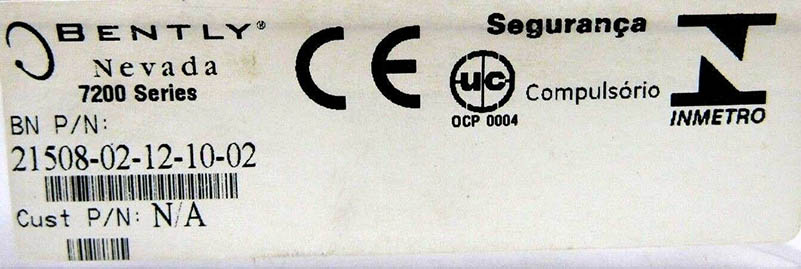 BENTLY®
Nevada
7200 Series
BN P/N:
21508-02-12-10-02
Cust P/N: N/A
CE
UC
OCP 0004
Segurança
Compulsório
INMETRO